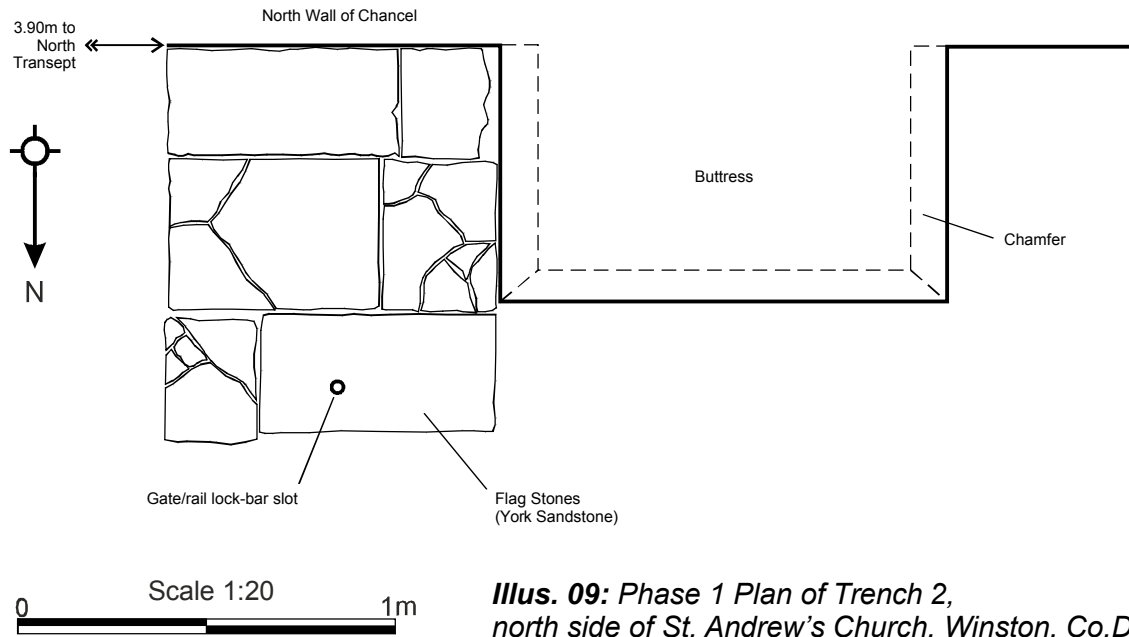 North Wall of Chancel
3.90m to
North
Transept
N
Buttress
Chamfer
Gate/rail lock-bar slot
Flag Stones
(York Sandstone)
Scale 1:20
0
1m
Illus. 09: Phase 1 Plan of Trench 2,
north side of St. Andrew's Church, Winston, Co.D